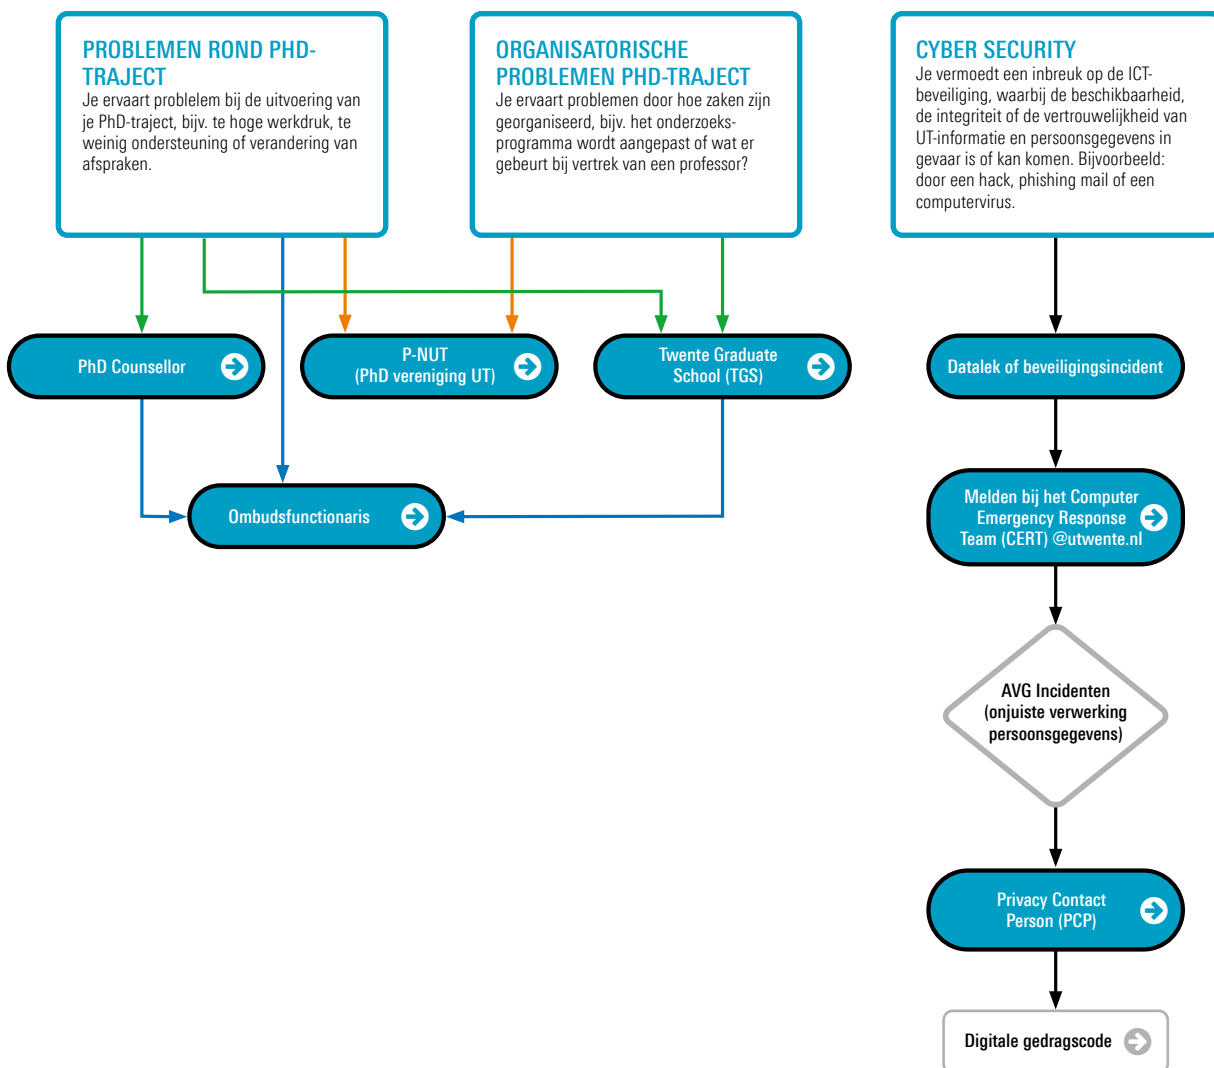 PROBLEMEN ROND PHD-
TRAJECT
Je ervaart problelem bij de uitvoering van
je PhD-traject, bijv. te hoge werkdruk, te
weinig ondersteuning of verandering van
afspraken.
ORGANISATORISCHE
PROBLEMEN PHD-TRAJECT
Je ervaart problemen door hoe zaken zijn
georganiseerd, bijv. het onderzoeks-
programma wordt aangepast of wat er
gebeurt bij vertrek van een professor?
CYBER SECURITY
Je vermoedt een inbreuk op de ICT-
beveiliging, waarbij de beschikbaarheid,
de integriteit of de vertrouwelijkheid van
UT-informatie en persoonsgegevens in
gevaar is of kan komen. Bijvoorbeeld:
door een hack, phishing mail of een
computervirus.
PhD Counsellor
P-NUT
(PhD vereniging UT)
Twente Graduate
School (TGS)
Datalek of beveiligingsincident
Ombudsfunctionaris
Melden bij het Computer
Emergency Response
Team (CERT) @utwente.nl
AVG Incidenten
(onjuiste verwerking
persoonsgegevens)
Privacy Contact
Person (PCP)
Digitale gedragscode